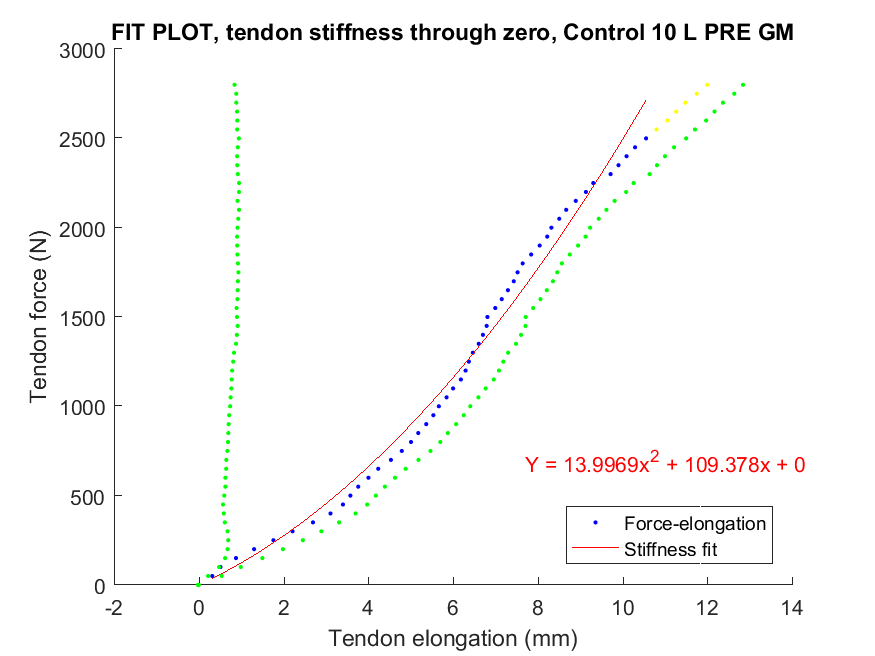 FIT PLOT, tendon stiffness through zero, Control 10 L PRE GM
3000
2500
2000
1500
1000
500
0
Tendon force (N)
Y = 13.9969x² + 109.378x + 0
Force-elongation
Stiffness fit
-2 0 2 4 6 8 10 12 14
Tendon elongation (mm)